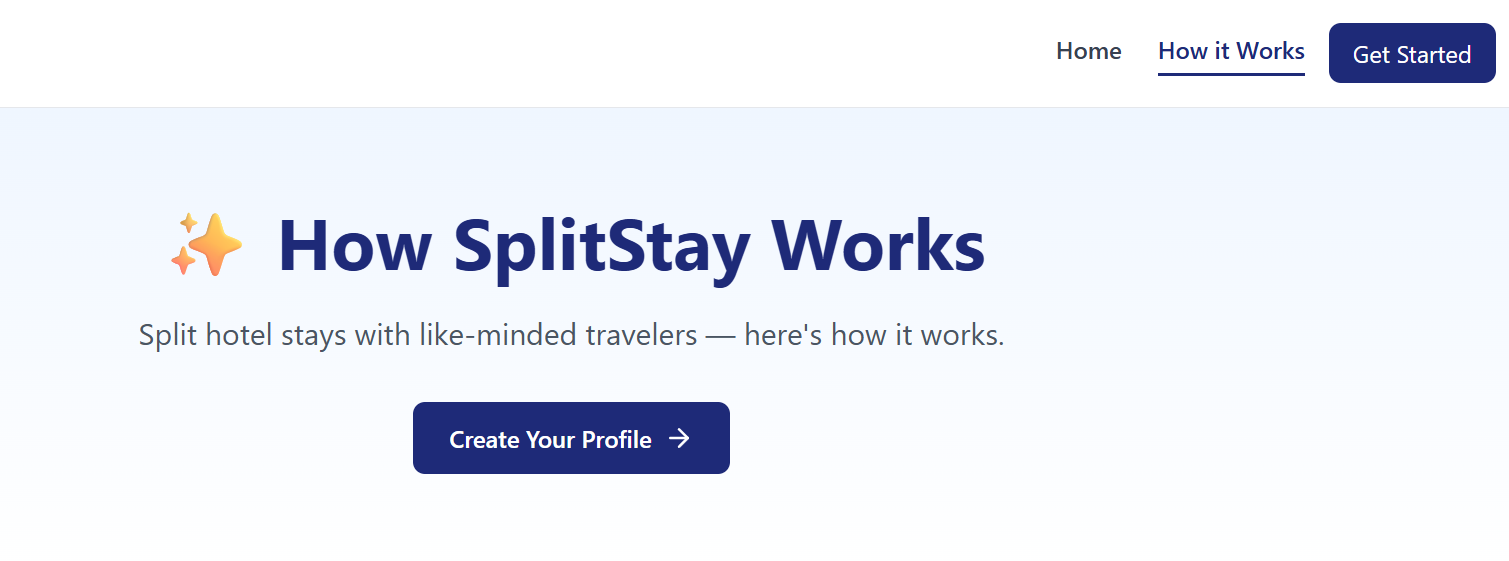 Home How it Works Get Started
✨ How SplitStay Works
Split hotel stays with like-minded travelers — here's how it works.
Create Your Profile →